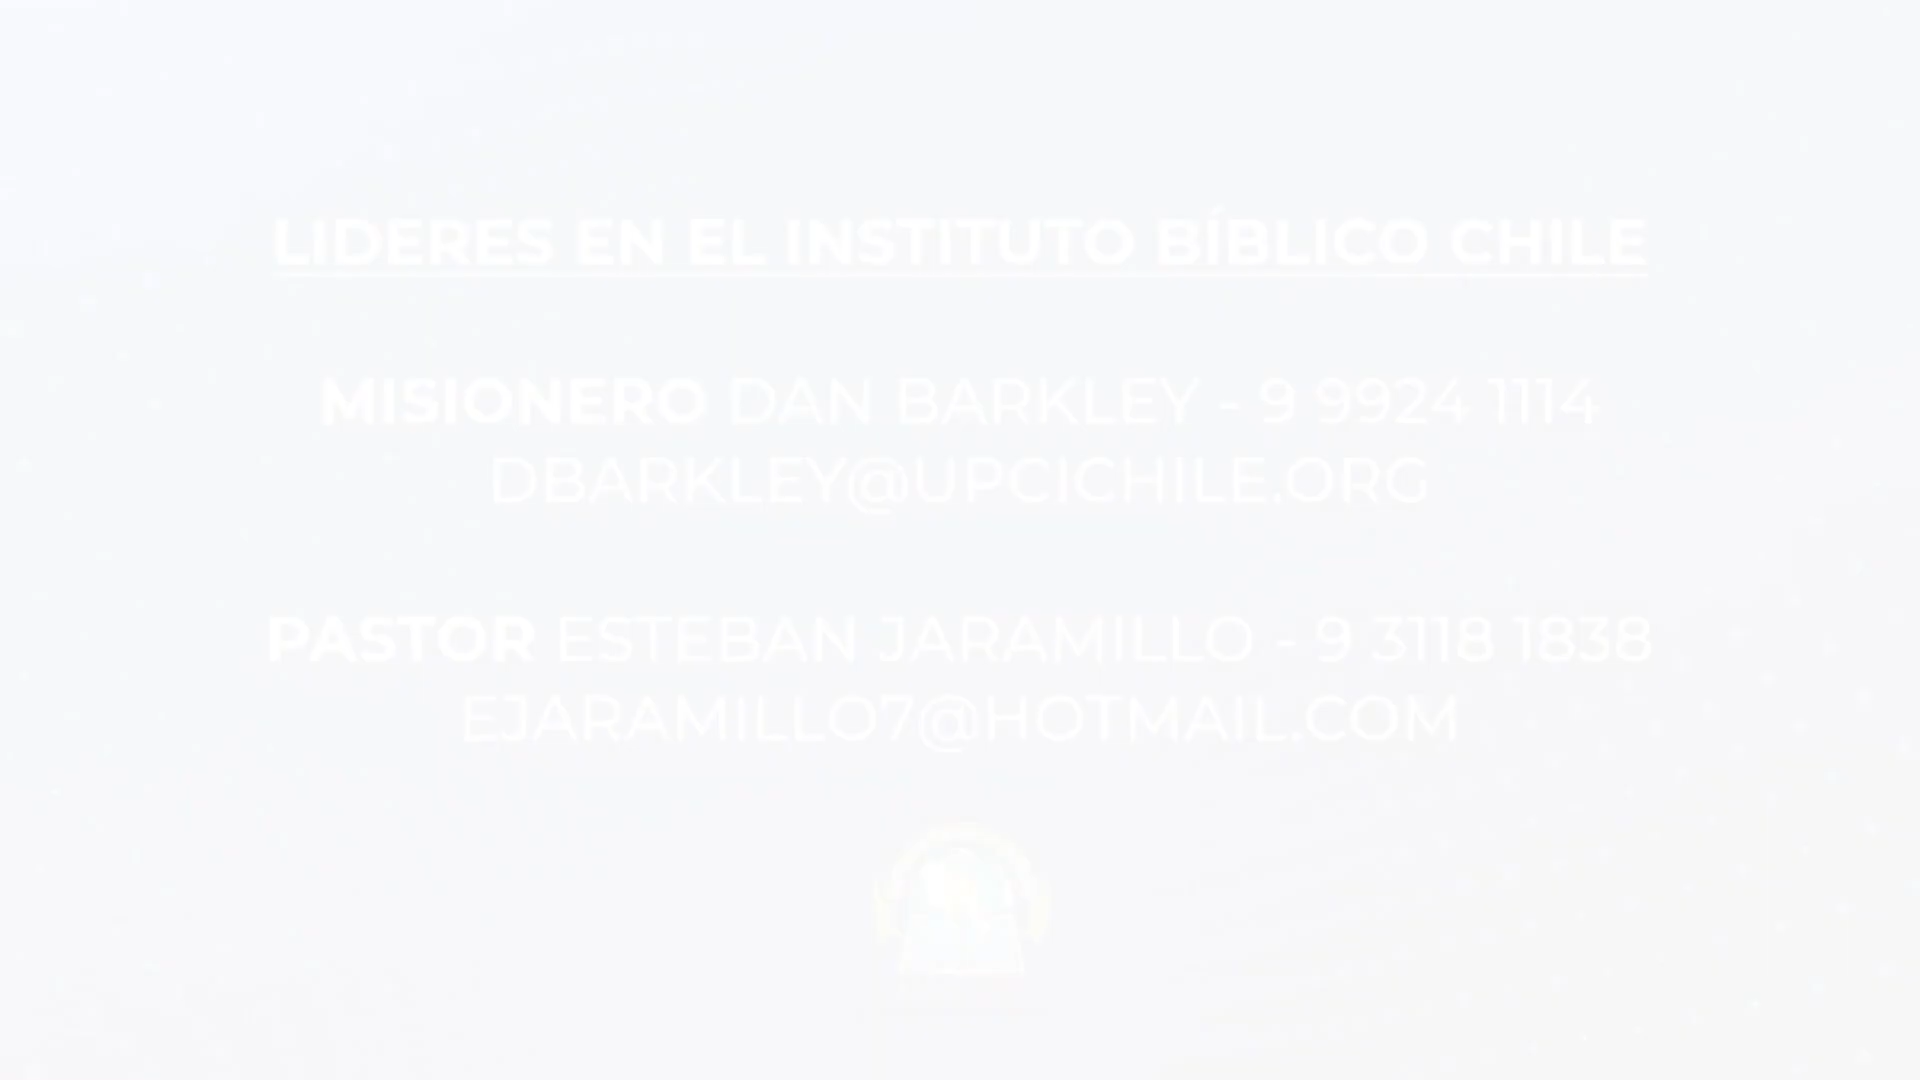 LIDERES EN EL INSTITUTO BÍBLICO CHILE
MISIONERO DAN BARKLEY - 9 9924 1114
DBARKLEY@UPCICHILE.ORG
PASTOR ESTEBAN JARAMILLO - 9 3118 1838
EJARAMILLO7@HOTMAIL.COM